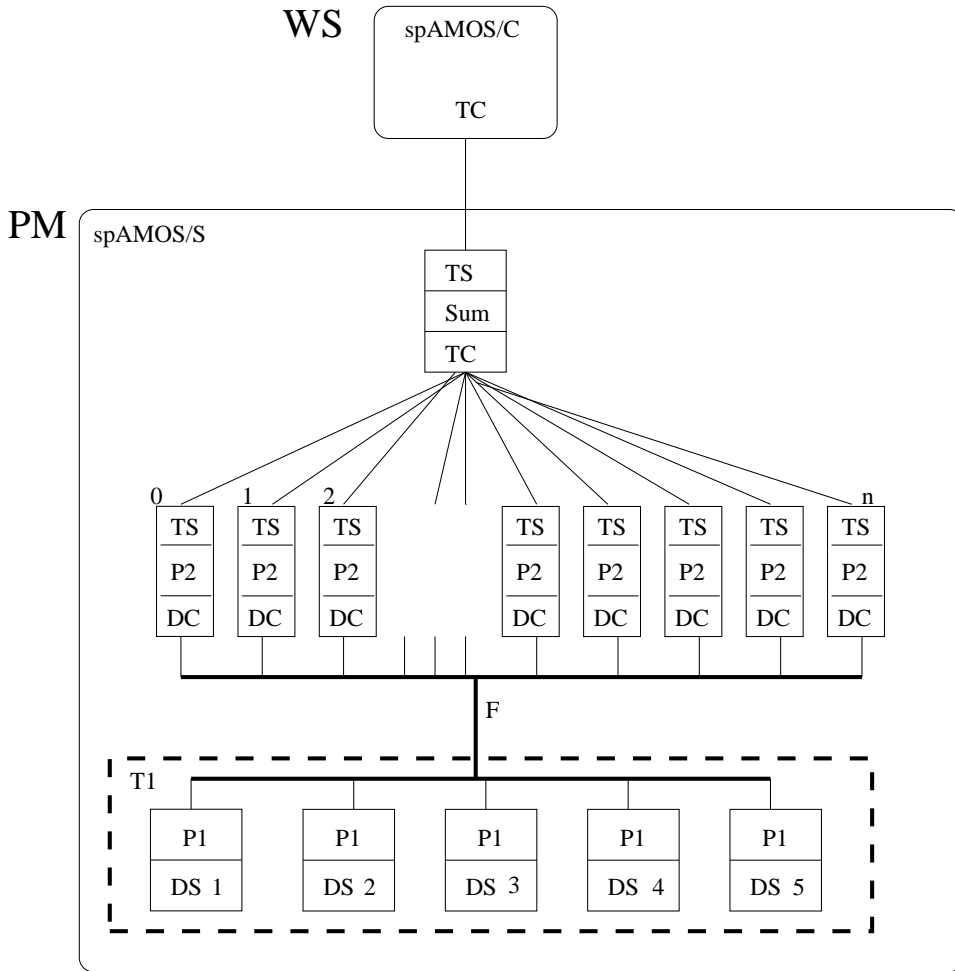 WS
spAMOS/C
TC
PM
spAMOS/S
TS
Sum
TC
0 1 2 n
TS TS TS TS TS TS TS TS
P2 P2 P2 P2 P2 P2 P2 P2
DC DC DC DC DC DC DC DC
F
T1
P1 P1 P1 P1 P1
DS 1 DS 2 DS 3 DS 4 DS 5